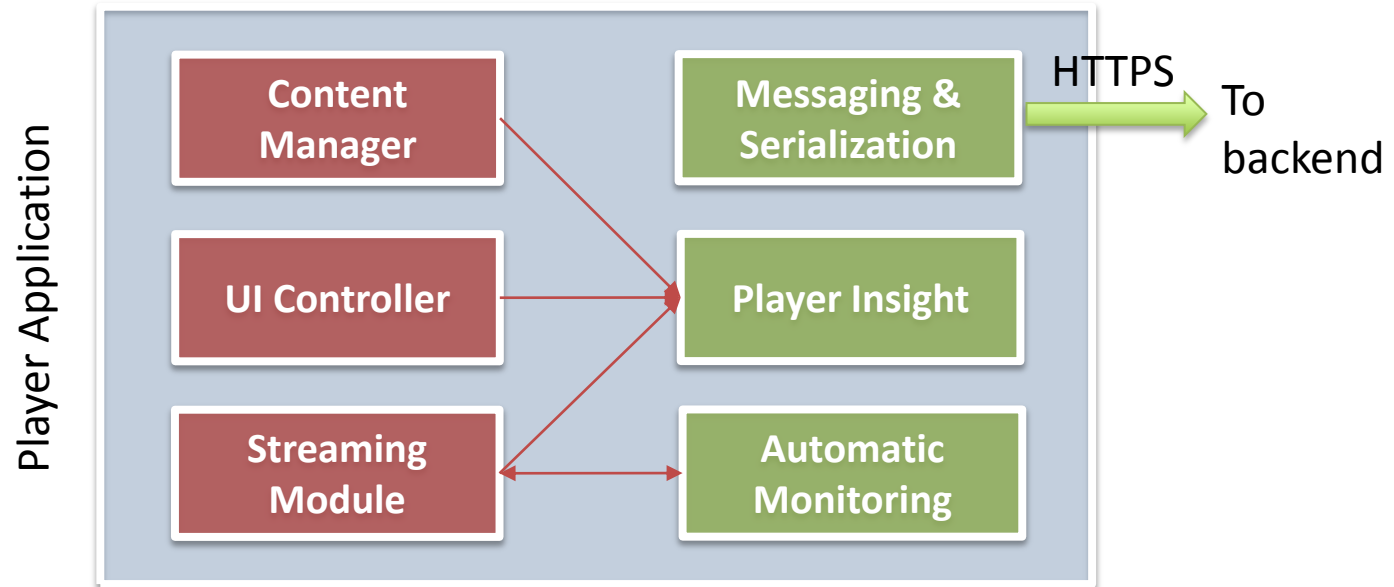 Player Application
Content
Manager
Messaging &
Serialization
HTTPS
To
backend
UI Controller
Player Insight
Streaming
Module
Automatic
Monitoring